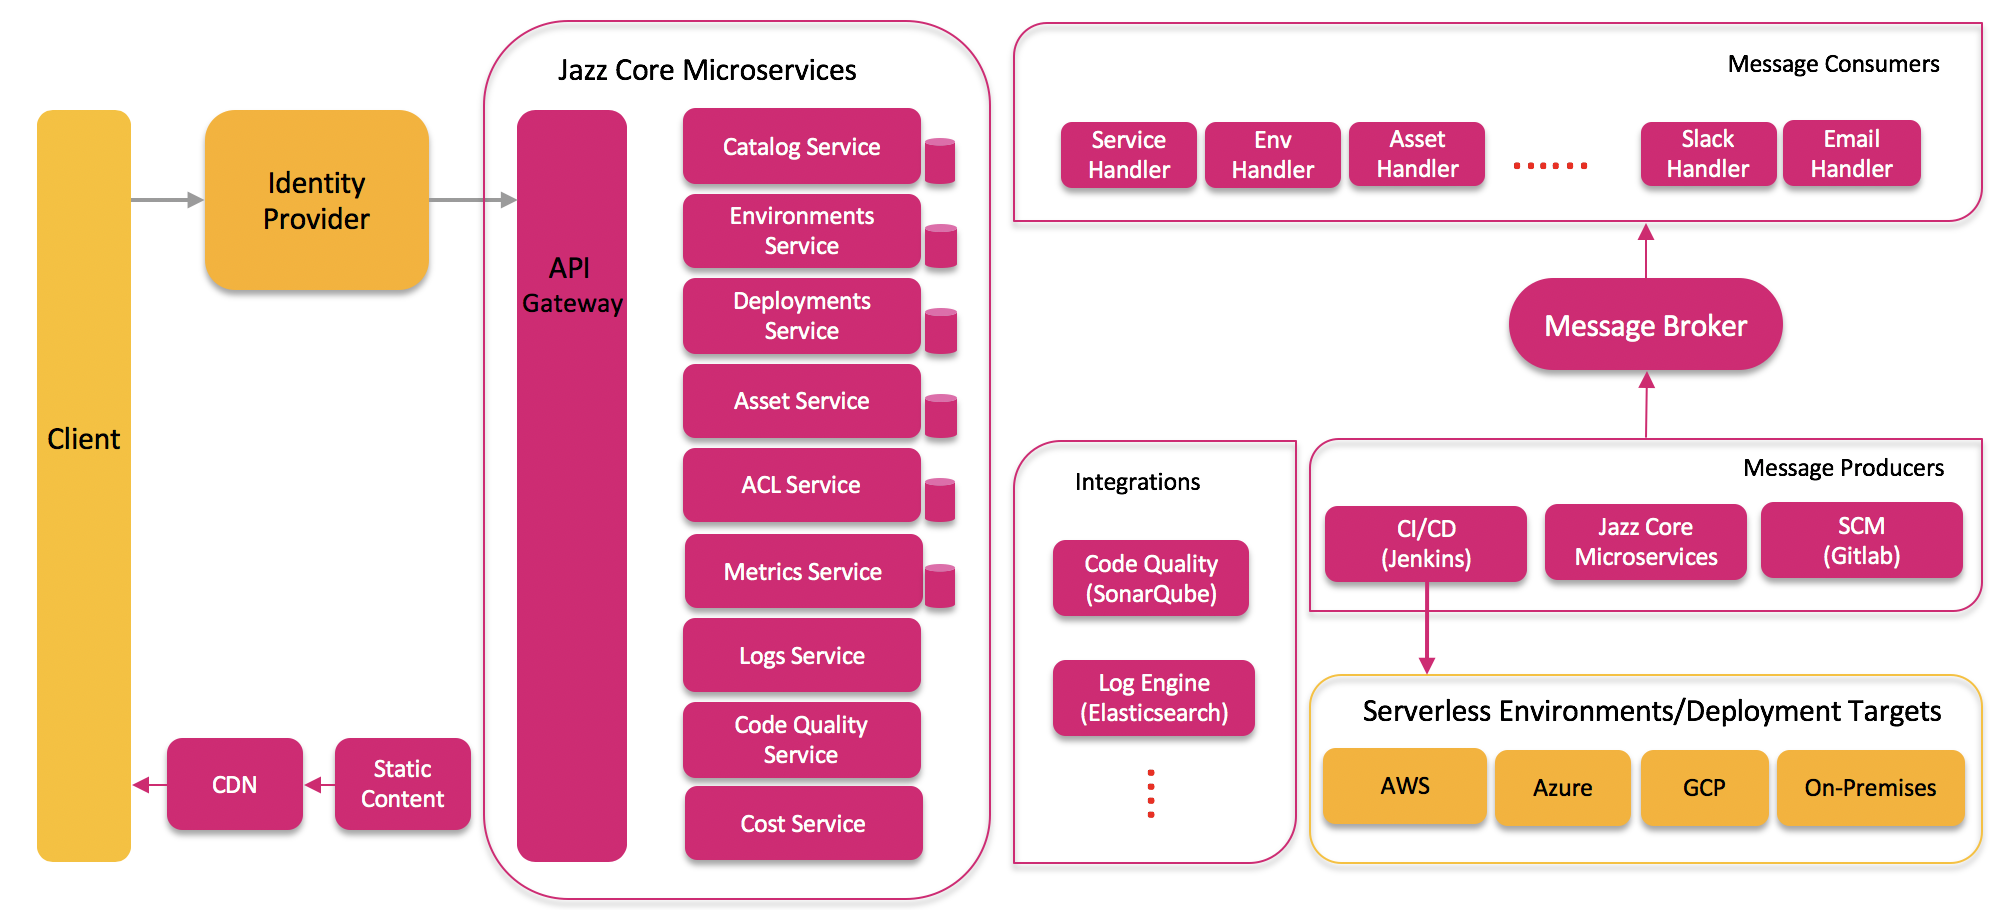 Client
Identity
Provider
CDN
Static
Content
Jazz Core Microservices
API
Gateway
Catalog Service
Environments
Service
Deployments
Service
Asset Service
ACL Service
Metrics Service
Logs Service
Code Quality
Service
Cost Service
Message Consumers
Service
Handler
Env
Handler
Asset
Handler
Slack
Handler
Email
Handler
Message Broker
Integrations
Code Quality
(SonarQube)
Log Engine
(Elasticsearch)
Message Producers
CI/CD
(Jenkins)
Jazz Core
Microservices
SCM
(Gitlab)
Serverless Environments/Deployment Targets
AWS
Azure
GCP
On-Premises